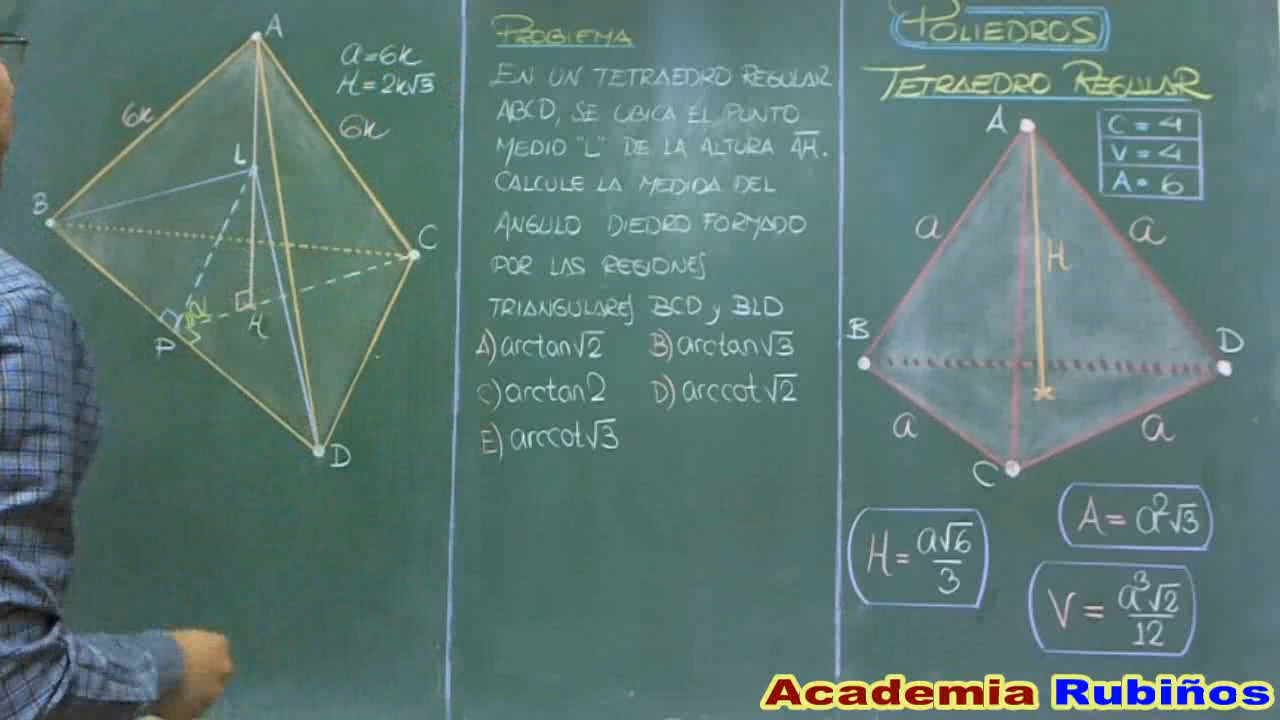 A
a=6k
H=2k√3
6k
6k
L
B
C
H
P
D
PROBLEMA
EN UN TETRAEDRO REGULAR
ABCD, SE UBICA EL PUNTO
MEDIO "L" DE LA ALTURA AH.
CALCULE LA MEDIDA DEL
ANGULO DIEDRO FORMADO
POR LAS REGIONES
TRIANGULARES BCD y BLD
A) arctan√2 B) arctan√3
C) arctan2 D) arccot√2
E) arccot√3
POLIEDROS
TETRAEDRO REGULAR
A
C = 4
V = 4
A = 6
a
a
H
B
D
a
a
C
H = a√6/3
A = a²√3
V = a³√2/12
Academia Rubiños